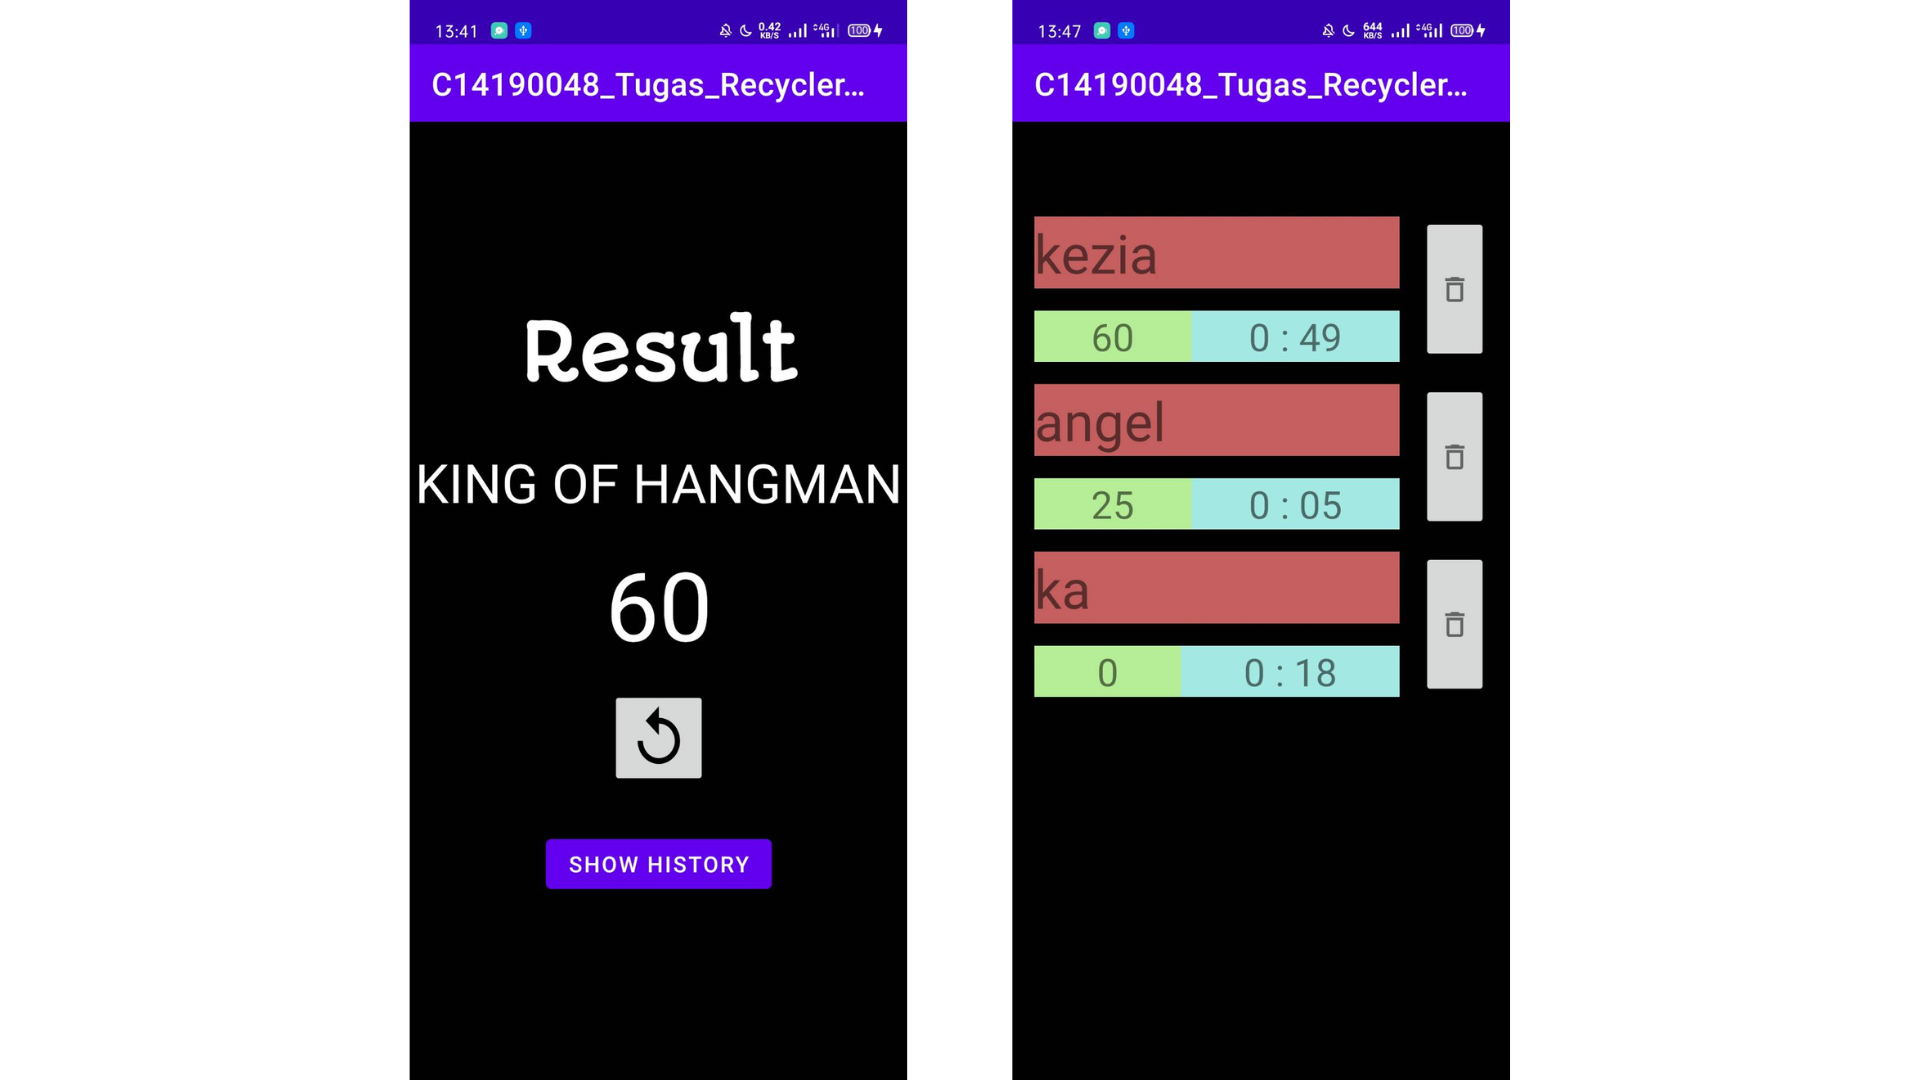 13:41
0.42
KB/S
4G
100
C14190048_Tugas_Recycler...
Result
KING OF HANGMAN
60
SHOW HISTORY
13:47
644
KB/S
4G
100
C14190048_Tugas_Recycler...
kezia
60 0 : 49
angel
25 0 : 05
ka
0 0 : 18